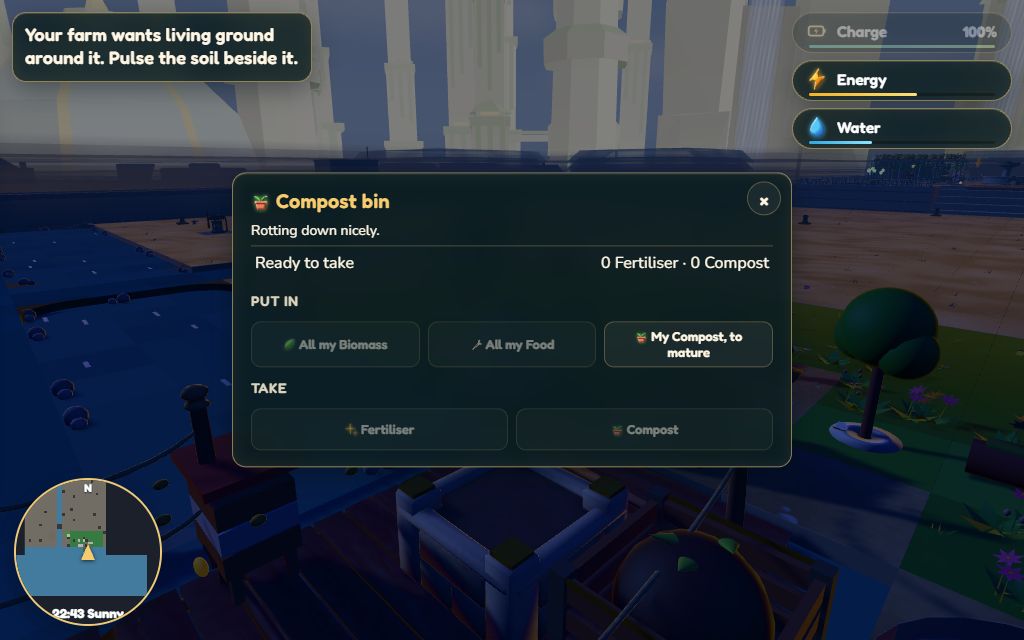 Your farm wants living ground
around it. Pulse the soil beside it.
Charge 100%
Energy
Water
Compost bin
Rotting down nicely.
Ready to take 0 Fertiliser · 0 Compost
PUT IN
All my Biomass
All my Food
My Compost, to
mature
TAKE
Fertiliser
Compost
N
22:43 Sunny